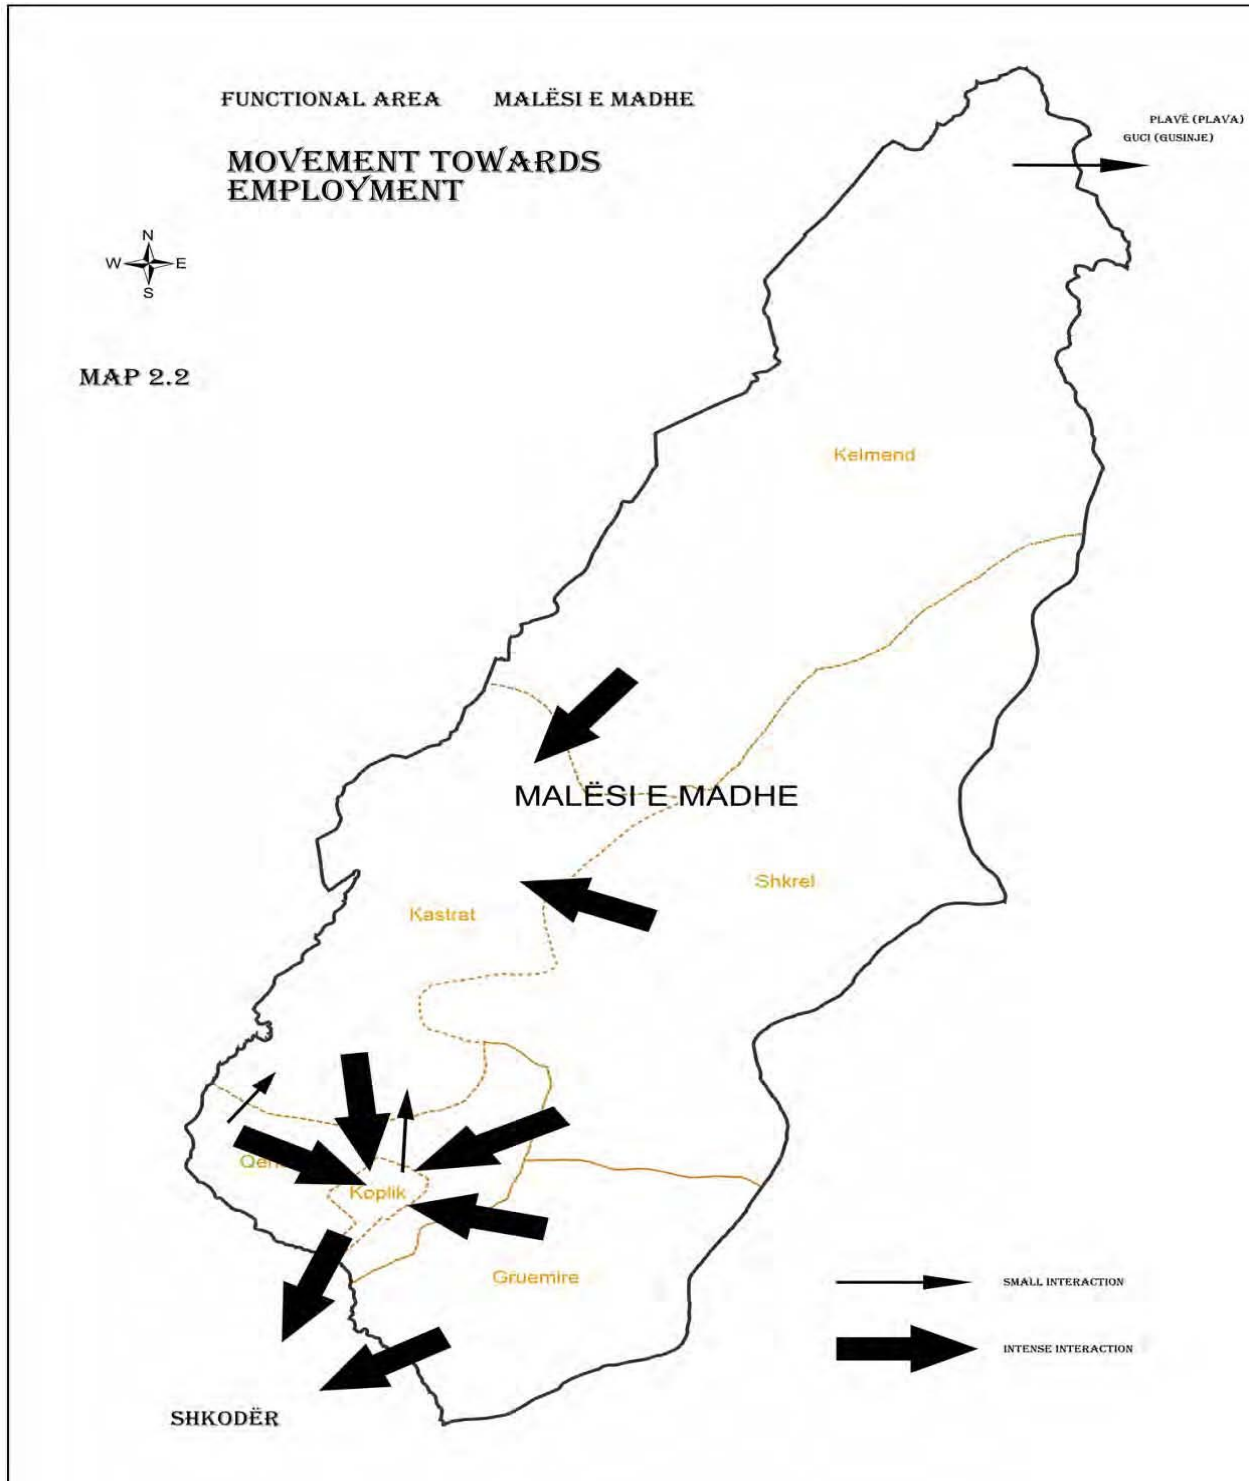 FUNCTIONAL AREA MALËSI E MADHE
MOVEMENT TOWARDS
EMPLOYMENT
PLAVË (PLAVA)
GUCI (GUSINJE)
N
W E
S
MAP 2.2
Kelmend
MALËSI E MADHE
Shkrel
Kastrat
Koplik
Gruemire
SMALL INTERACTION
INTENSE INTERACTION
SHKODËR